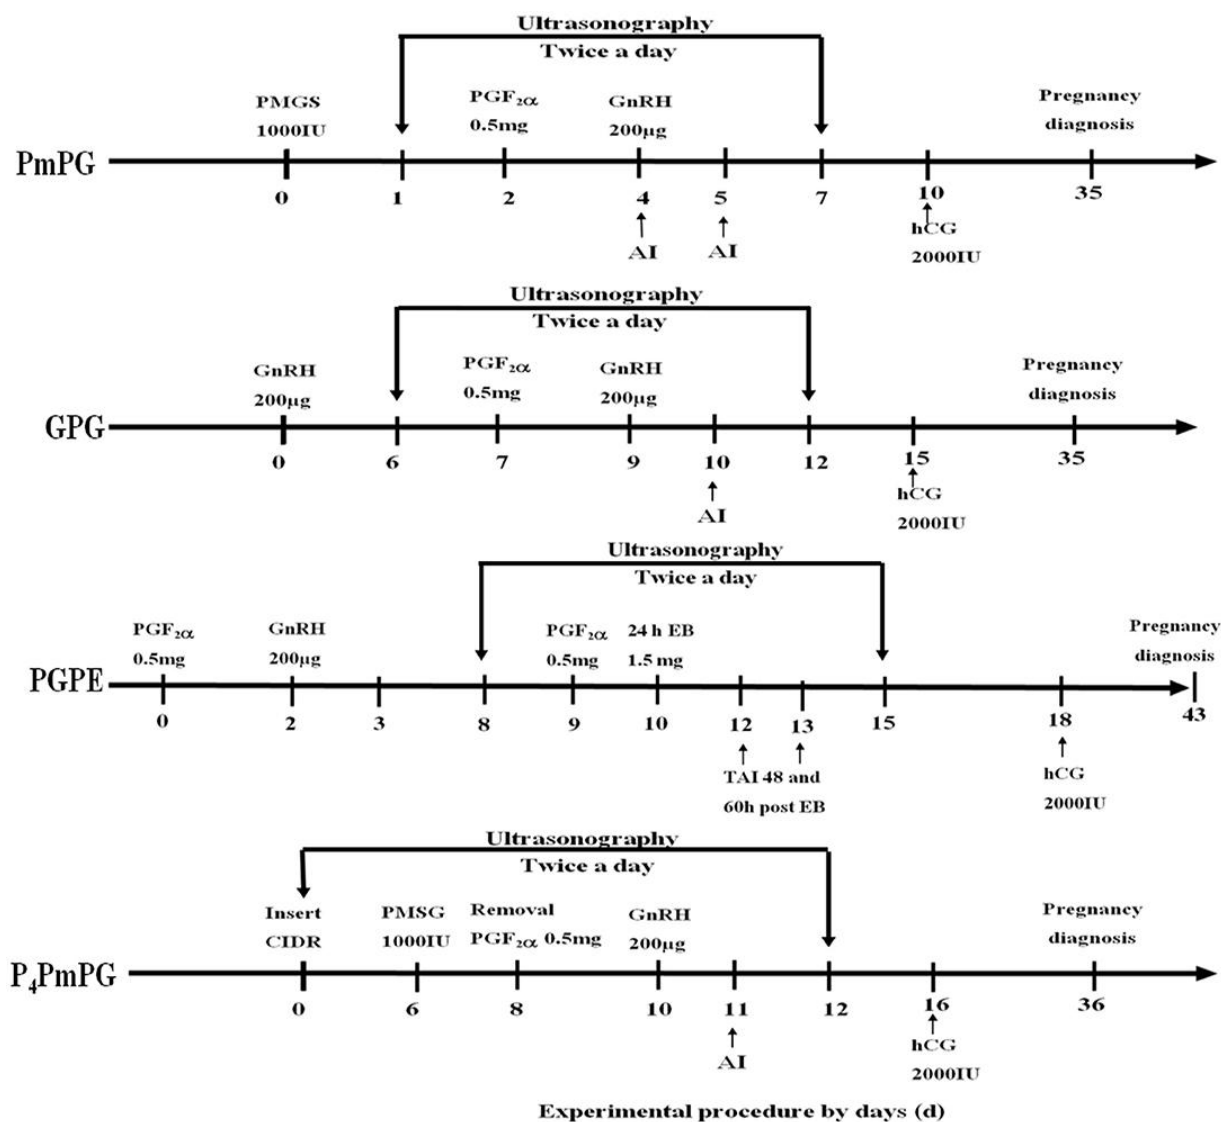 Ultrasonography
Twice a day
PMGS
1000IU
PGF2α
0.5mg
GnRH
200µg
Pregnancy
diagnosis
PmPG
0 1 2 4 5 7 10 35
AI AI
hCG
2000IU
Ultrasonography
Twice a day
GnRH
200µg
PGF2α
0.5mg
GnRH
200µg
Pregnancy
diagnosis
GPG
0 6 7 9 10 12 15 35
AI
hCG
2000IU
Ultrasonography
Twice a day
PGF2α
0.5mg
GnRH
200µg
PGF2α
0.5mg
24 h EB
1.5 mg
Pregnancy
diagnosis
PGPE
0 2 3 8 9 10 12 13 15 18 43
TAI 48 and
60h post EB
hCG
2000IU
Ultrasonography
Twice a day
Insert
CIDR
PMSG
1000IU
Removal
PGF2α 0.5mg
GnRH
200µg
Pregnancy
diagnosis
P4PmPG
0 6 8 10 11 12 16 36
AI
hCG
2000IU
Experimental procedure by days (d)